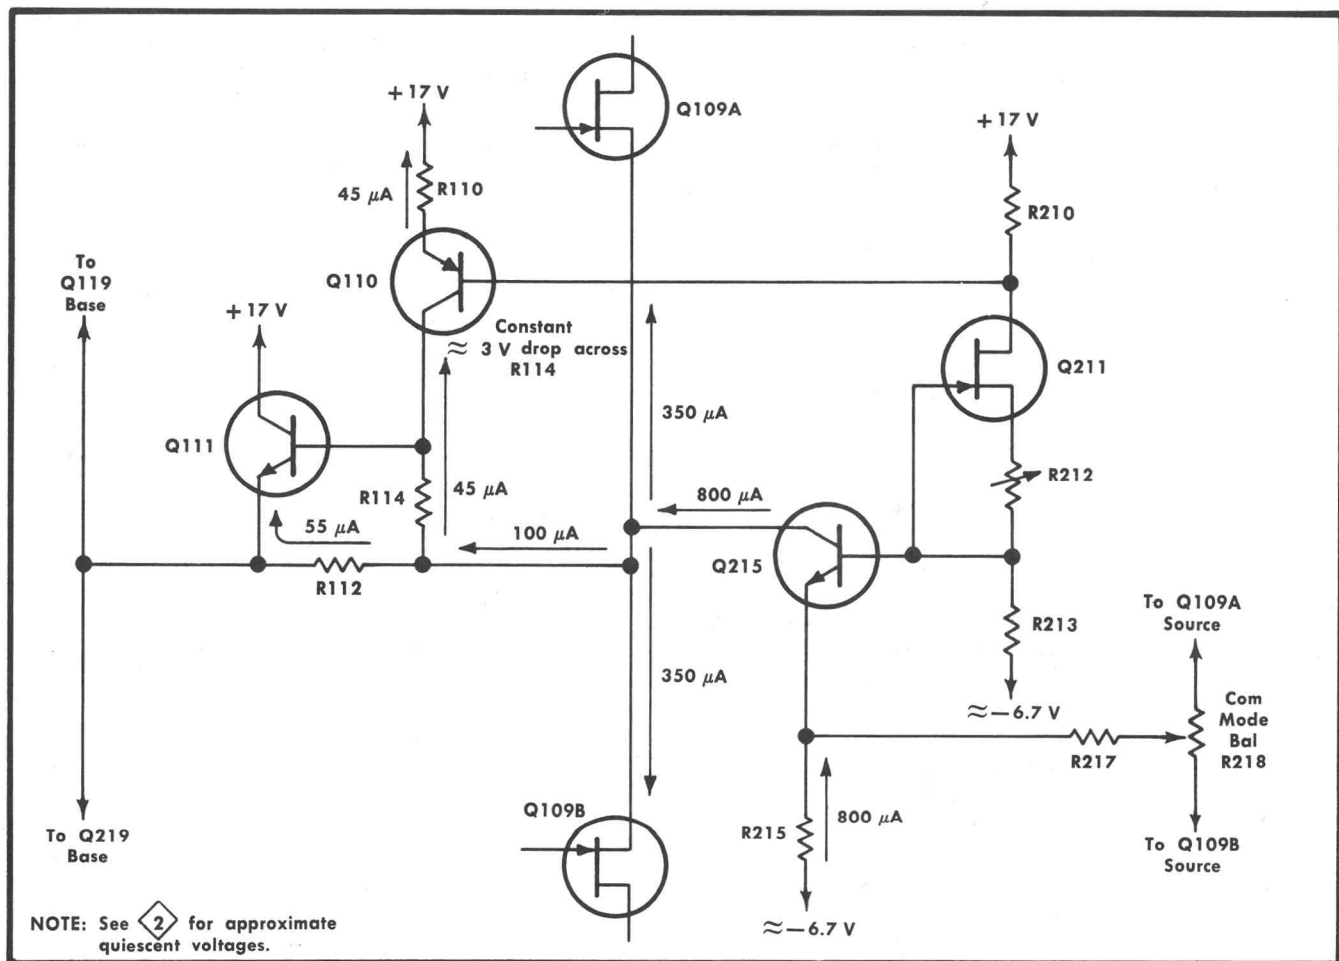 Q109A
+ 17 V
+ 17 V
45 µA
R110
R210
To
Q119
Base
Q110
+ 17 V
Constant
≈ 3 V drop across
R114
Q211
350 µA
Q111
R114
45 µA
R212
800 µA
55 µA
100 µA
Q215
R112
To Q109A
Source
R213
350 µA
≈ — 6.7 V
Com
Mode
Bal
R218
R217
Q109B
To Q219
Base
R215
800 µA
To Q109B
Source
NOTE: See 2 for approximate
quiescent voltages.
≈ — 6.7 V